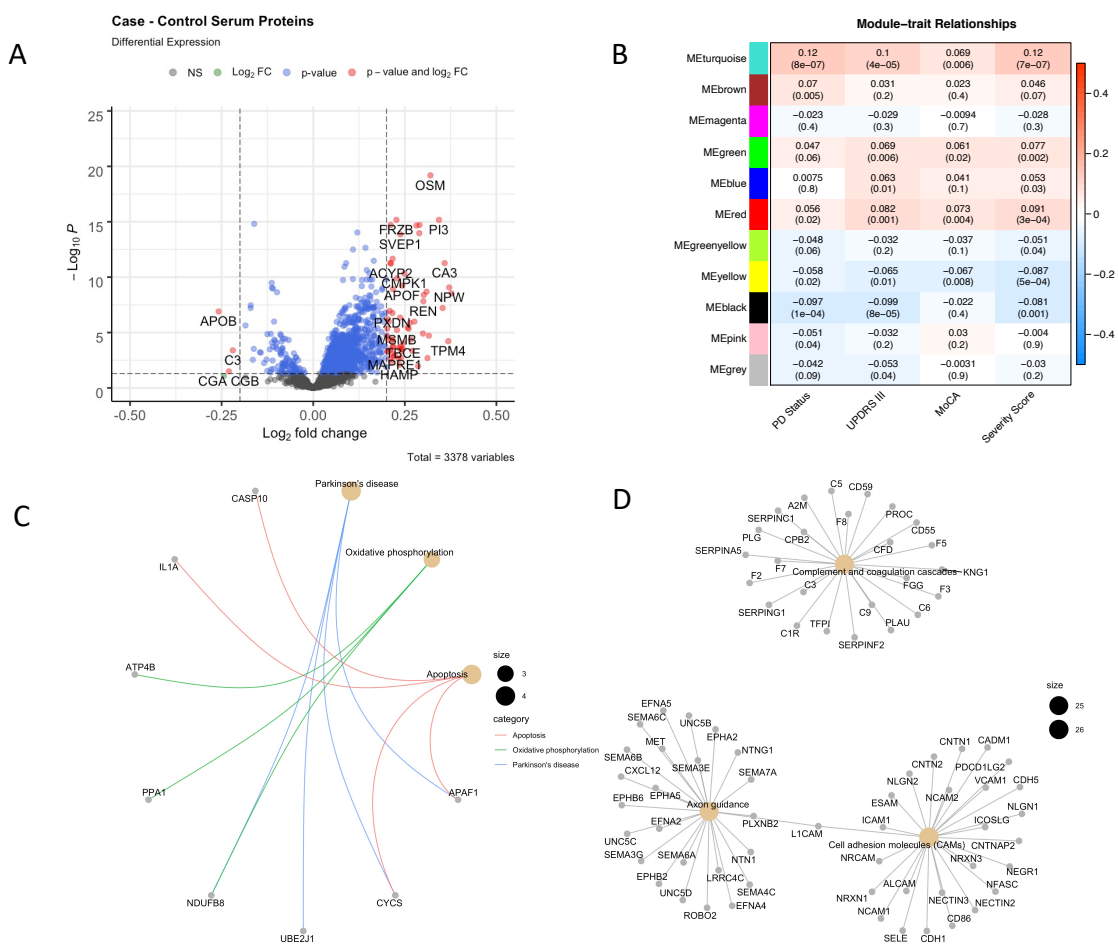 A
Case - Control Serum Proteins
Differential Expression
NS Log2 FC p-value p − value and log2 FC
− Log10 P
25
20
15
10
5
0
OSM
FRZB PI3
SVEP1
ACYP2 CA3
CMPK1
APOF NPW
REN
PXDN
MSMB
TBCE TPM4
MAPRE1
HAMP
APOB
C3
CGA CGB
-0.50 -0.25 0.00 0.25 0.50
Log2 fold change
Total = 3378 variables
B
Module−trait Relationships
MEturquoise 0.12 0.1 0.069 0.12
(8e−07) (4e−05) (0.006) (7e−07)
MEbrown 0.07 0.031 0.023 0.046
(0.005) (0.2) (0.4) (0.07)
MEmagenta −0.023 −0.029 −0.0094 −0.028
(0.4) (0.3) (0.7) (0.3)
MEgreen 0.047 0.069 0.061 0.077
(0.06) (0.006) (0.02) (0.002)
MEblue 0.0075 0.063 0.041 0.053
(0.8) (0.01) (0.1) (0.03)
MEred 0.056 0.082 0.073 0.091
(0.02) (0.001) (0.004) (3e−04)
MEgreenyellow −0.048 −0.032 −0.037 −0.051
(0.06) (0.2) (0.1) (0.04)
MEyellow −0.058 −0.065 −0.067 −0.087
(0.02) (0.01) (0.008) (5e−04)
MEblack −0.097 −0.099 −0.022 −0.081
(1e−04) (8e−05) (0.4) (0.001)
MEpink −0.051 −0.032 0.03 −0.004
(0.04) (0.2) (0.2) (0.9)
MEgrey −0.042 −0.053 −0.0031 −0.03
(0.09) (0.04) (0.9) (0.2)
PD Status UPDRS III MoCA Severity Score
0.4
0.2
0
−0.2
−0.4
C
Parkinson's disease
CASP10
Oxidative phosphorylation
IL1A
ATP4B
Apoptosis
PPA1
APAF1
NDUFB8
CYCS
UBE2J1
size
3
4
category
Apoptosis
Oxidative phosphorylation
Parkinson's disease
D
C5 CD59
A2M
SERPINC1 F8 PROC
PLG CPB2 CD55
SERPINA5 CFD F5
F2 F7 Complement and coagulation cascades KNG1
C3 FGG F3
SERPING1 C9 C6
C1R TFPI PLAU
SERPINF2
EFNA5
SEMA6C UNC5B
MET EPHA2
SEMA6B SEMA3E NTNG1
CXCL12 SEMA7A
EPHB6 EPHA5
Axon guidance
EFNA2 PLXNB2
UNC5C L1CAM
SEMA3G SEMA6A NTN1
EPHB2 LRRC4C
UNC5D SEMA4C
ROBO2 EFNA4
size
25
26
CNTN1 CADM1
CNTN2 PDCD1LG2
NLGN2 VCAM1 CDH5
ESAM NCAM2 NLGN1
ICAM1 ICOSLG
Cell adhesion molecules (CAMs) CNTNAP2
NRCAM NRXN3 NEGR1
NRXN1 ALCAM NFASC
NCAM1 NECTIN3 NECTIN2
SELE CDH1 CD86